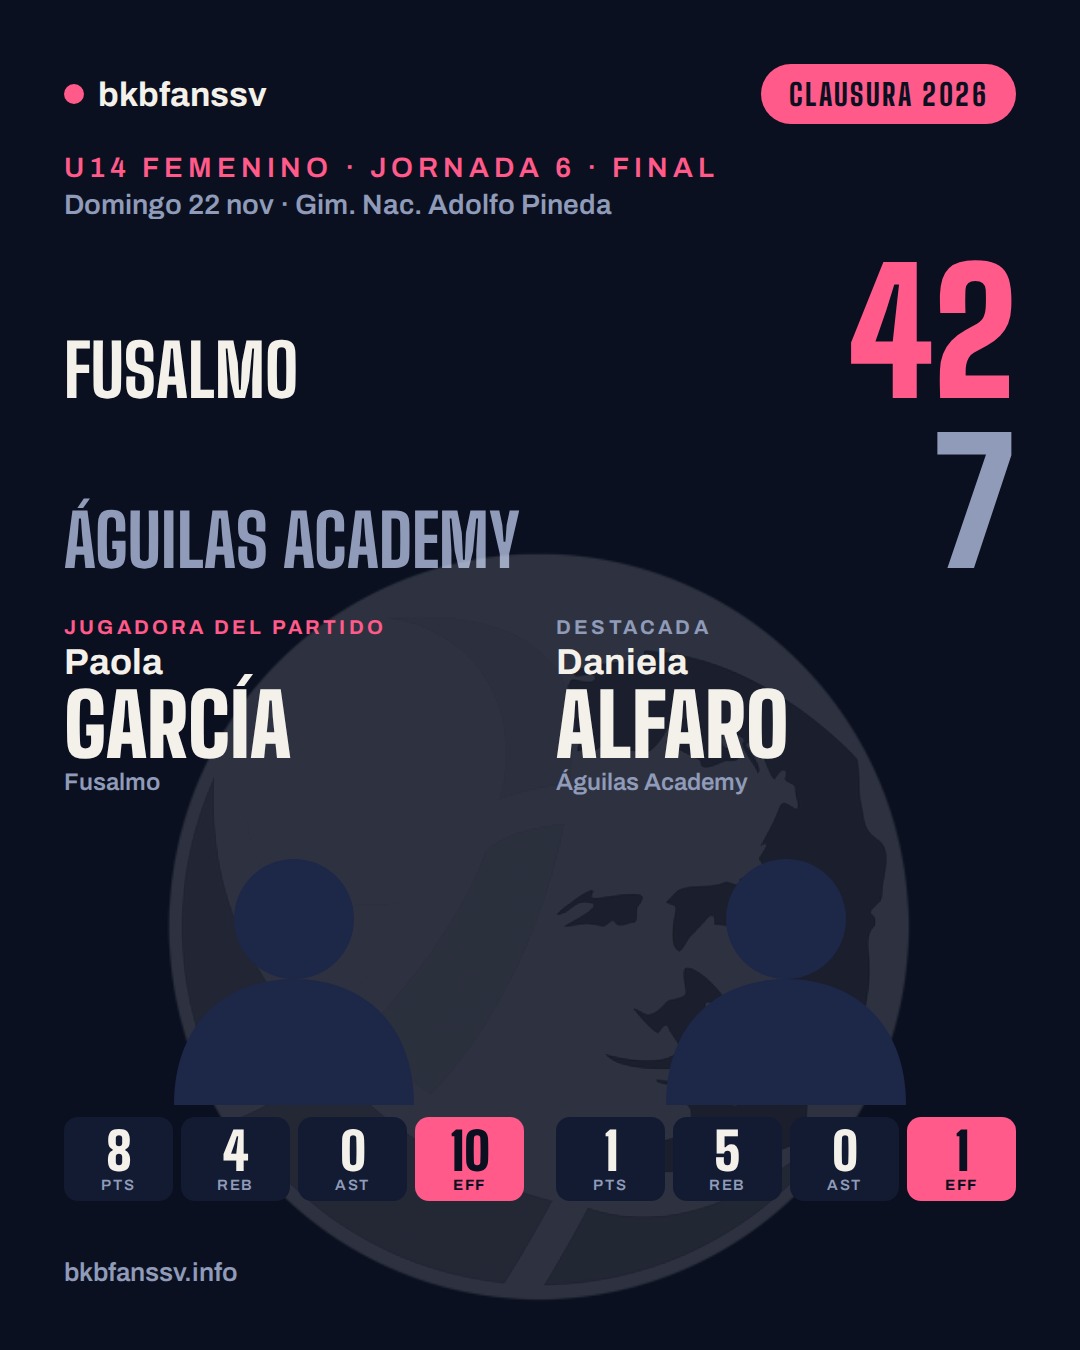 bkbfanssv
CLAUSURA 2026
U14 FEMENINO · JORNADA 6 · FINAL
Domingo 22 nov · Gim. Nac. Adolfo Pineda
FUSALMO 42
ÁGUILAS ACADEMY 7
JUGADORA DEL PARTIDO
Paola
GARCÍA
Fusalmo
8 4 0 10
PTS REB AST EFF
DESTACADA
Daniela
ALFARO
Águilas Academy
1 5 0 1
PTS REB AST EFF
bkbfanssv.info